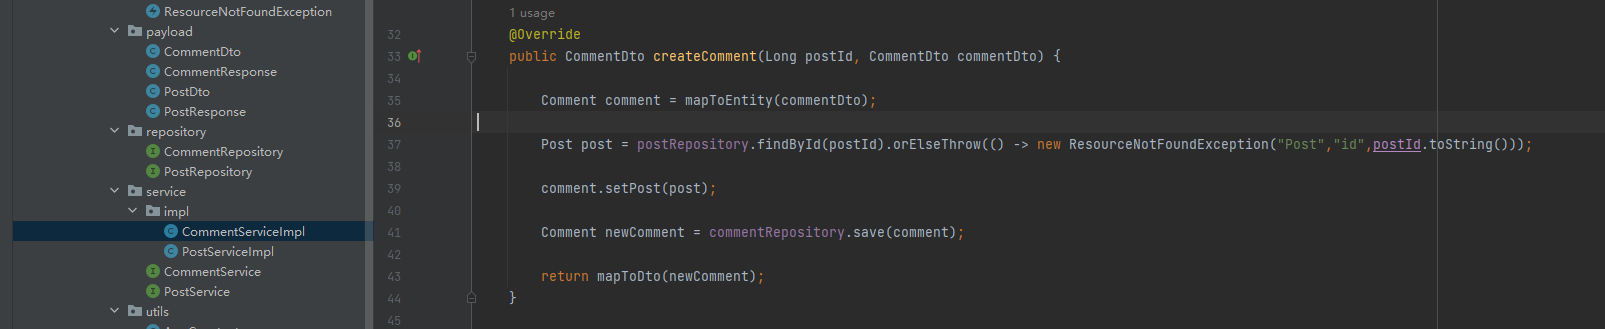 ResourceNotFoundException
payload
CommentDto
CommentResponse
PostDto
PostResponse
repository
CommentRepository
PostRepository
service
impl
CommentServiceImpl
PostServiceImpl
CommentService
PostService
utils
1 usage
32 @Override
33 public CommentDto createComment(Long postId, CommentDto commentDto) {
34
35 Comment comment = mapToEntity(commentDto);
36
37 Post post = postRepository.findById(postId).orElseThrow(() -> new ResourceNotFoundException("Post","id",postId.toString()));
38
39 comment.setPost(post);
40
41 Comment newComment = commentRepository.save(comment);
42
43 return mapToDto(newComment);
44 }
45